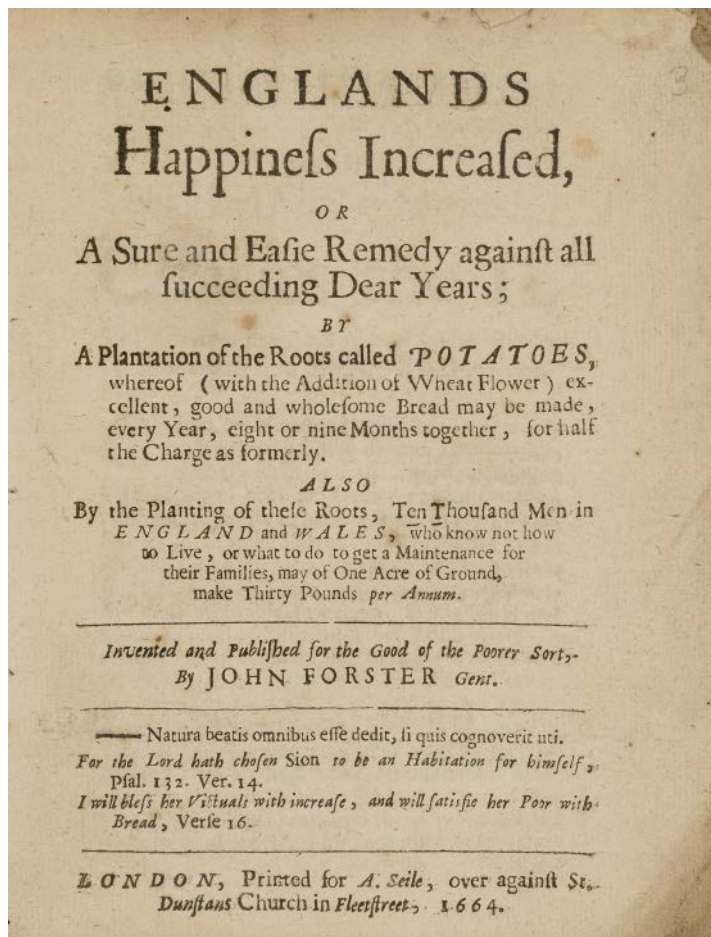 3
ENGLANDS
Happineſs Increaſed,
OR
A Sure and Eaſie Remedy againſt all
ſucceeding Dear Years;
BY
A Plantation of the Roots called POTATOES,
whereof (with the Addition of Wheat Flower) ex-
cellent, good and wholeſome Bread may be made,
every Year, eight or nine Months together, for half
the Charge as formerly.
ALSO
By the Planting of theſe Roots, Ten Thouſand Men in
ENGLAND and WALES, who know not how
to Live, or what to do to get a Maintenance for
their Families, may of One Acre of Ground,
make Thirty Pounds per Annum.
Invented and Publiſhed for the Good of the Poorer Sort,
By JOHN FORSTER Gent.
Natura beatis omnibus eſſe dedit, ſi quis cognoverit uti.
For the Lord hath choſen Sion to be an Habitation for himſelf,
Pſal. 132. Ver. 14.
I will bleſs her Victuals with increaſe, and will ſatisfie her Poor with
Bread, Verſe 16.
LONDON, Printed for A. Seile, over againſt St.
Dunſtans Church in Fleetſtreet, 1664.